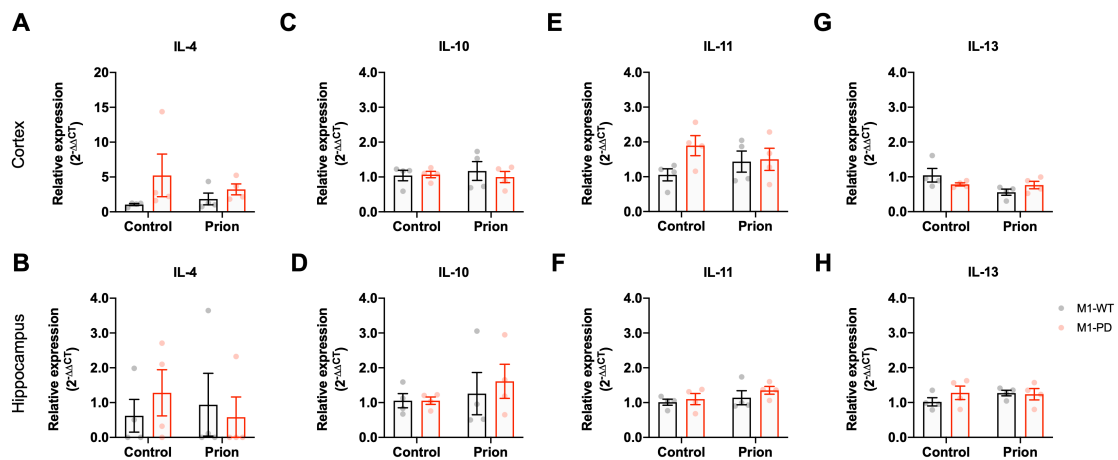 A
C
E
G
IL-4
IL-10
IL-11
IL-13
Cortex
Relative expression
(2-ΔΔCT)
20
15
10
5
0
Control
Prion
Relative expression
(2-ΔΔCT)
4.0
3.0
2.0
1.0
0.0
Control
Prion
Relative expression
(2-ΔΔCT)
4.0
3.0
2.0
1.0
0.0
Control
Prion
Relative expression
(2-ΔΔCT)
4.0
3.0
2.0
1.0
0.0
Control
Prion
B
D
F
H
IL-4
IL-10
IL-11
IL-13
Hippocampus
Relative expression
(2-ΔΔCT)
4.0
3.0
2.0
1.0
0.0
Control
Prion
Relative expression
(2-ΔΔCT)
4.0
3.0
2.0
1.0
0.0
Control
Prion
Relative expression
(2-ΔΔCT)
4.0
3.0
2.0
1.0
0.0
Control
Prion
Relative expression
(2-ΔΔCT)
4.0
3.0
2.0
1.0
0.0
Control
Prion
M1-WT
M1-PD